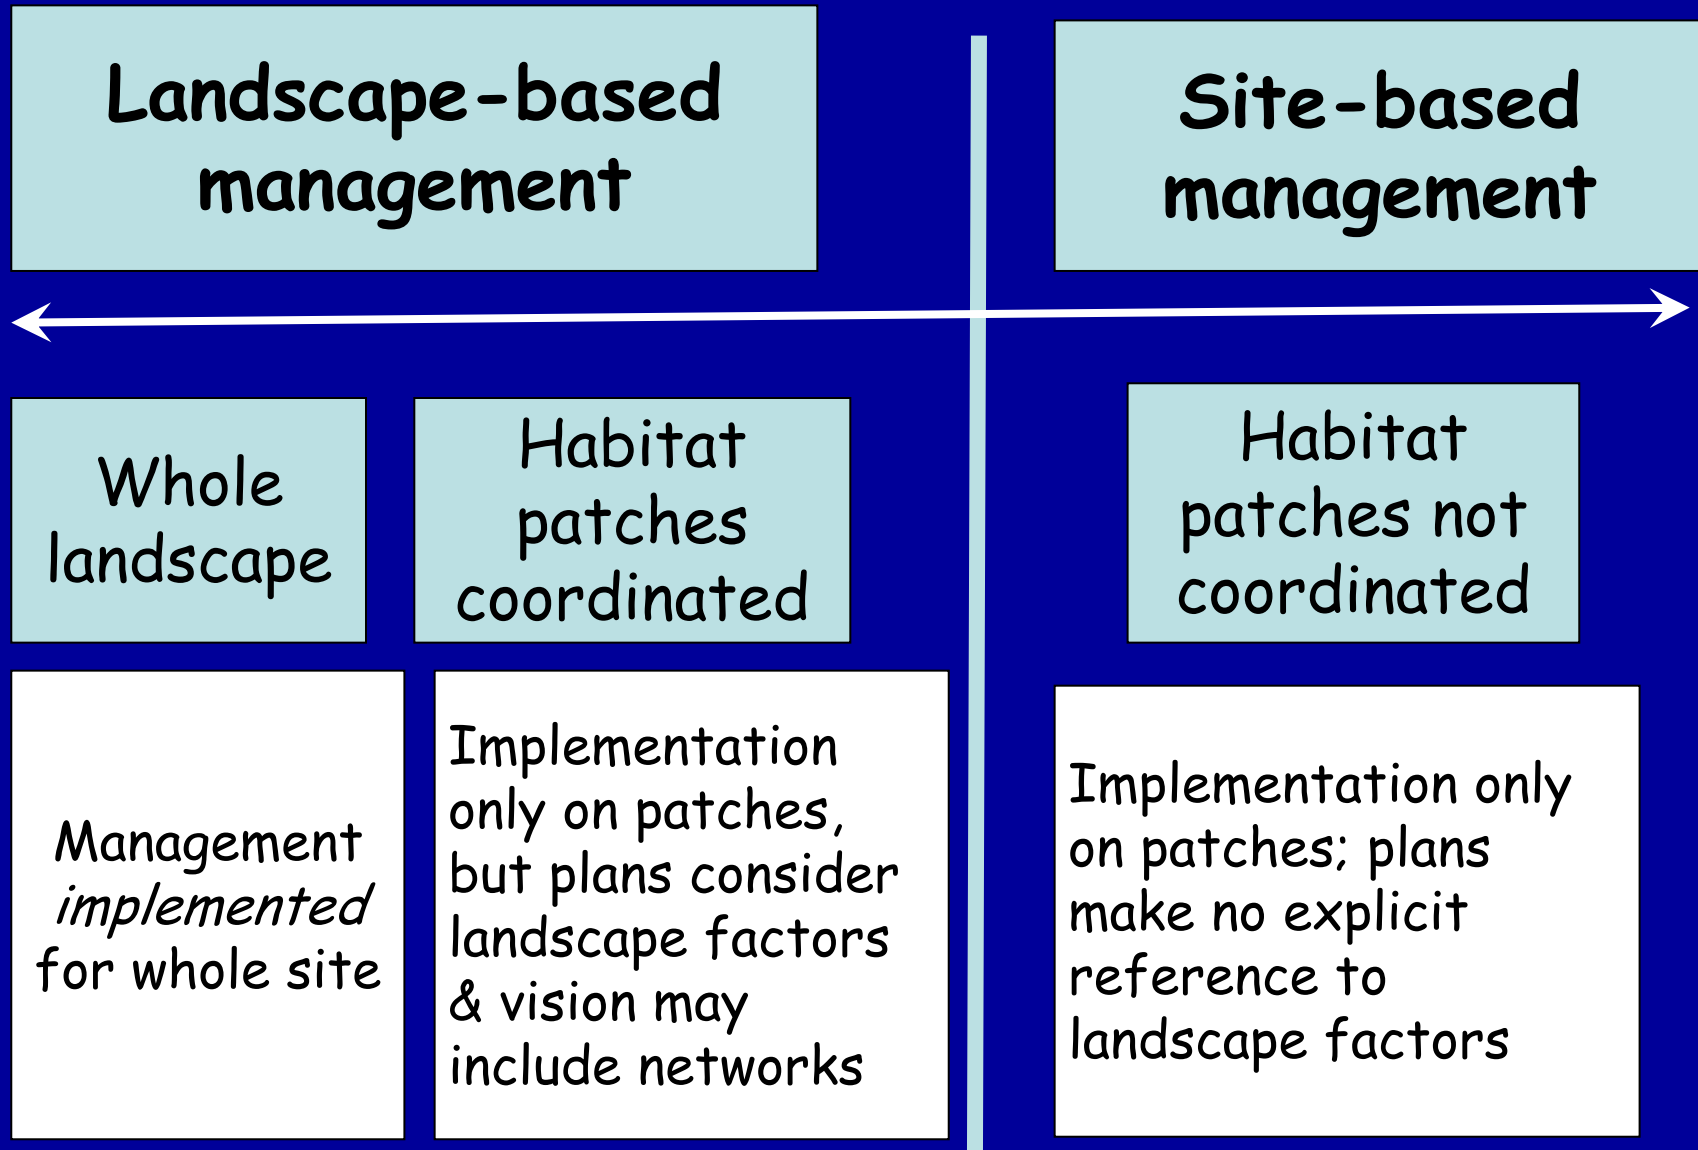 Landscape-based
management
Site-based
management
Whole
landscape
Habitat
patches
coordinated
Habitat
patches not
coordinated
Management
implemented
for whole site
Implementation
only on patches,
but plans consider
landscape factors
& vision may
include networks
Implementation only
on patches; plans
make no explicit
reference to
landscape factors